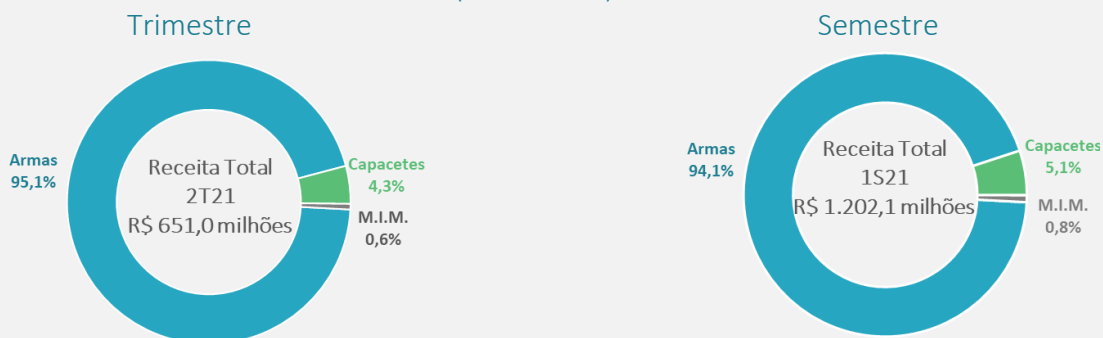 Trimestre
Armas
95,1%
Receita Total
2T21
R$ 651,0 milhões
Capacetes
4,3%
M.I.M.
0,6%
Semestre
Armas
94,1%
Receita Total
1S21
R$ 1.202,1 milhões
Capacetes
5,1%
M.I.M.
0,8%